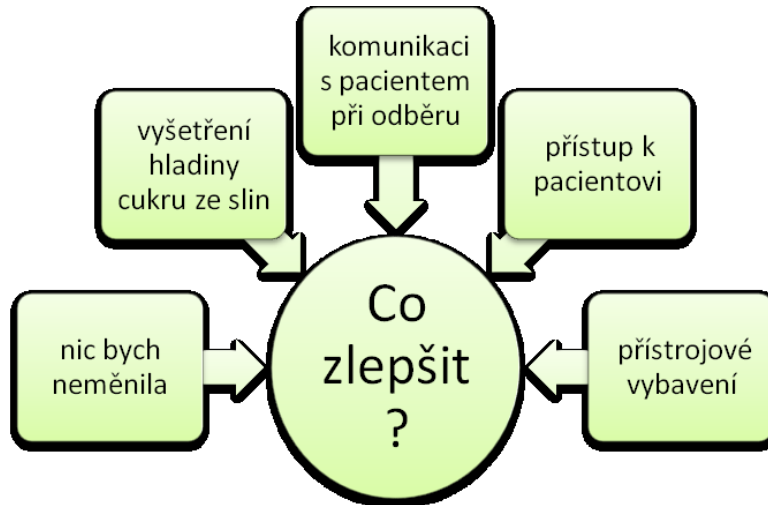 komunikaci
s pacientem
při odběru
vyšetření
hladiny
cukru ze slin
přístup k
pacientovi
nic bych
neměnila
Co
zlepšit
?
přístrojové
vybavení